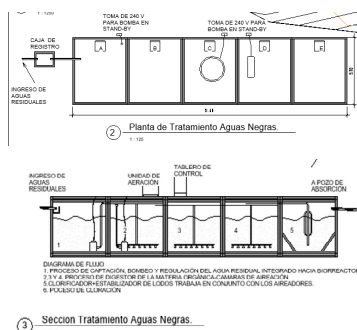 1 : 1250
TOMA DE 240 V
PARA BOMBA EN
STAND-BY
TOMA DE 240 V PARA
BOMBA EN STAND-BY
CAJA DE
REGISTRO
A
B
C
D
E
INGRESO DE
AGUAS
RESIDUALES
2
Planta de Tratamiento Aguas Negras.
1 : 125
INGRESO DE
AGUAS
RESIDUALES
UNIDAD DE
AERACIÓN
TABLERO DE
CONTROL
A POZO DE
ABSORCIÓN
1
2
3
4
5
DIAGRAMA DE FLUJO
1. PROCESO DE CAPTACIÓN, BOMBEO Y REGULACIÓN DEL AGUA RESIDUAL INTEGRADO HACIA BIORREACTOR
2,3 Y 4. PROCESO DE DIGESTOR DE LA MATERIA ORGÁNICA-CAMARAS DE AIREACIÓN.
5.CLORIFICADOR+ESTABILIZADOR DE LODOS TRABAJA EN CONJUNTO CON LOS AIREADORES.
6. POCESO DE CLORACIÓN
3
Seccion Tratamiento Aguas Negras.